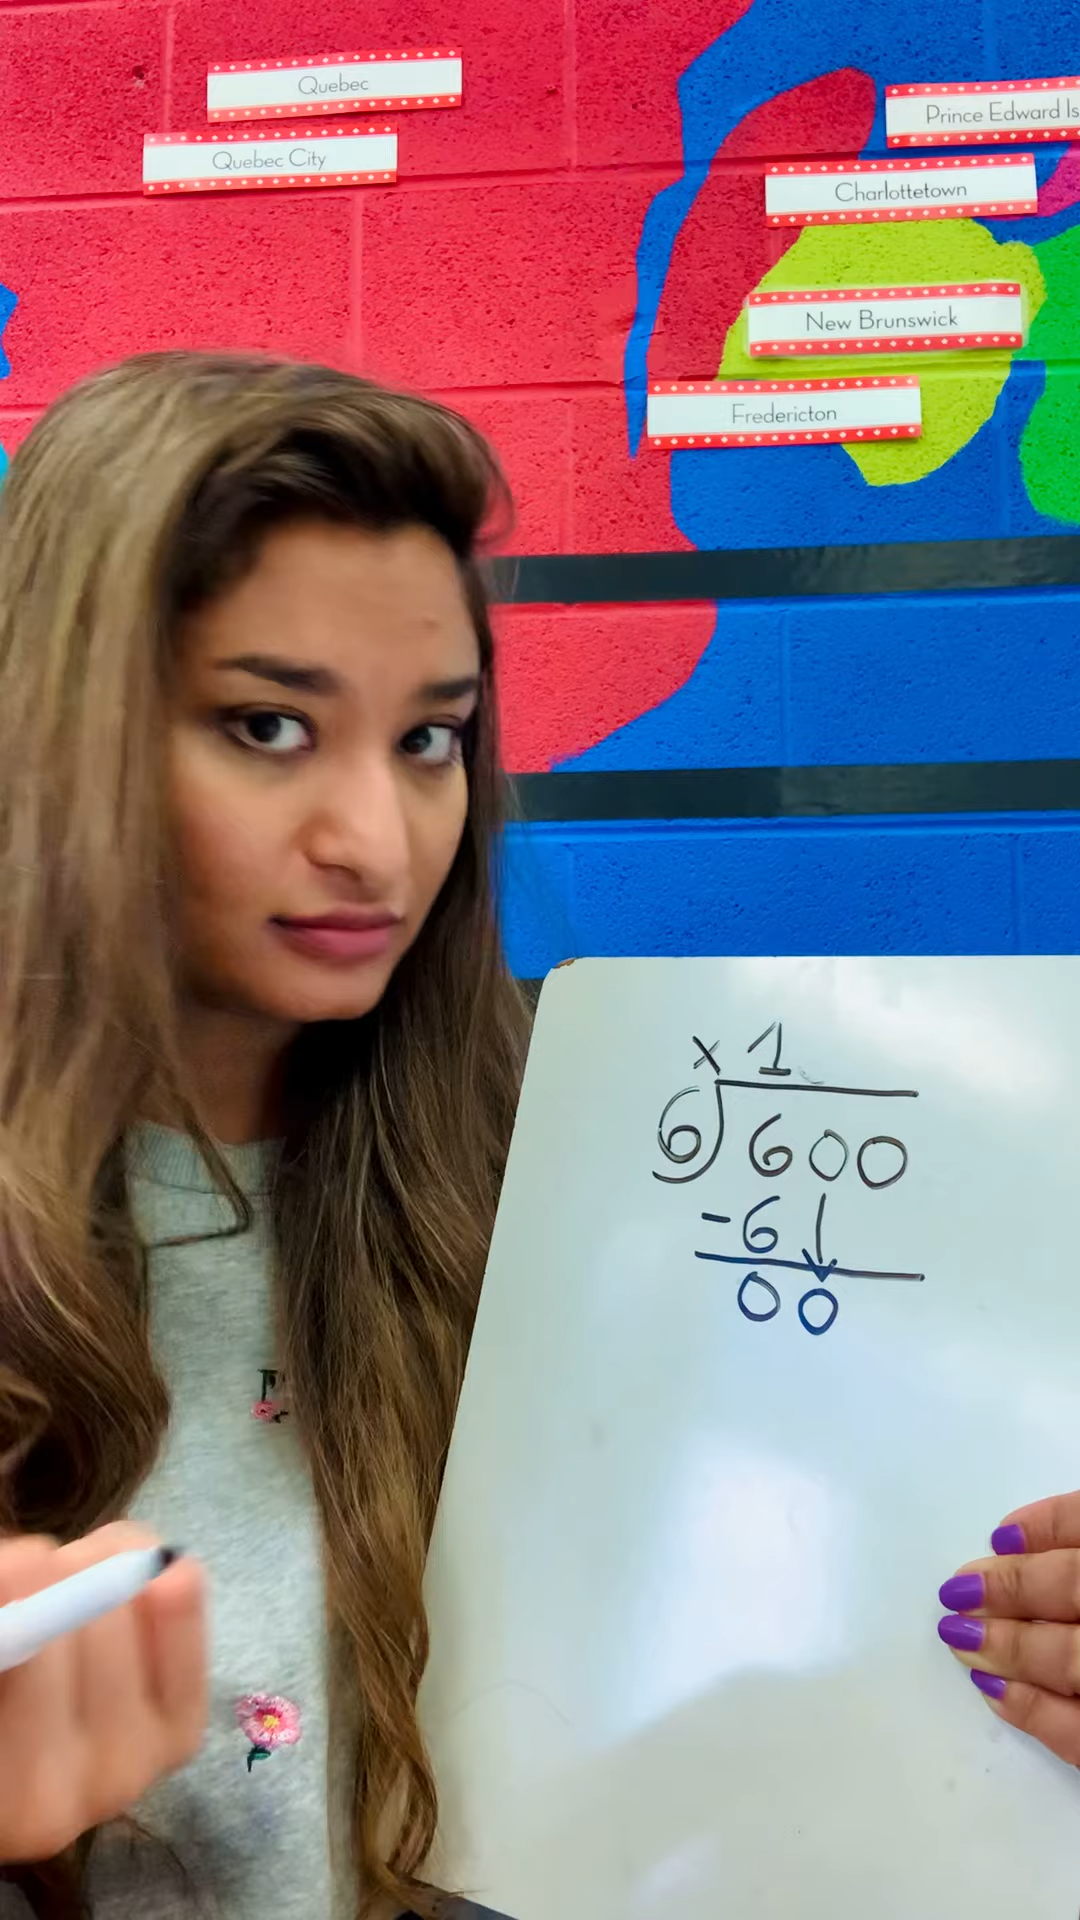 Quebec
Quebec City
Prince Edward Is
Charlottetown
New Brunswick
Fredericton
x 1
6)600
-6↓
00